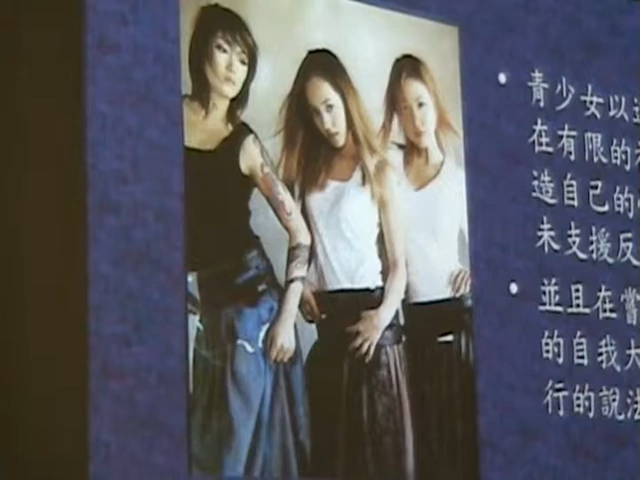 青少女以
在有限的
造自己的
未支援反
並且在嘗
的自我大
行的說法